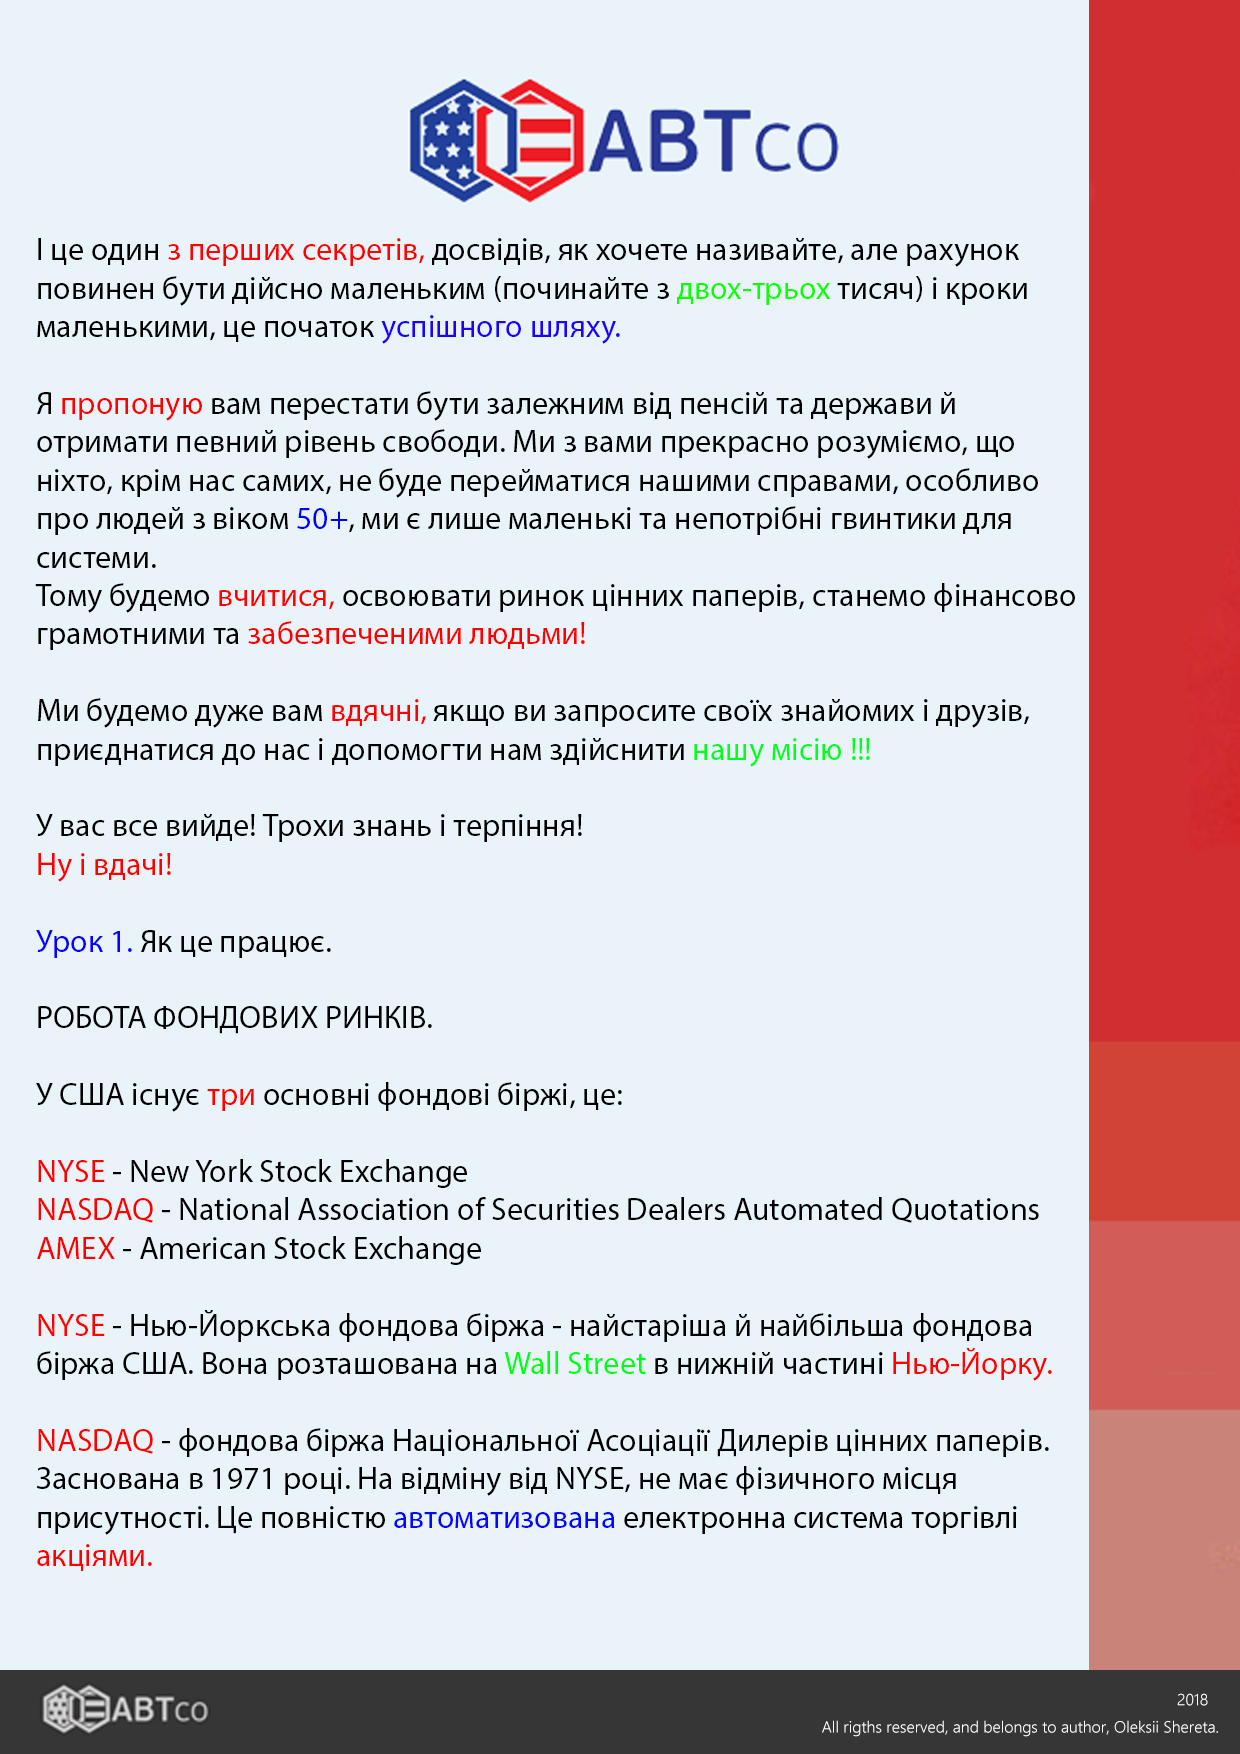 ABTCO
І це один з перших секретів, досвідів, як хочете називайте, але рахунок
повинен бути дійсно маленьким (починайте з двох-трьох тисяч) і кроки
маленькими, це початок успішного шляху.
Я пропоную вам перестати бути залежним від пенсій та держави й
отримати певний рівень свободи. Ми з вами прекрасно розуміємо, що
ніхто, крім нас самих, не буде перейматися нашими справами, особливо
про людей з віком 50+, ми є лише маленькі та непотрібні гвинтики для
системи.
Тому будемо вчитися, освоювати ринок цінних паперів, станемо фінансово
грамотними та забезпеченими людьми!
Ми будемо дуже вам вдячні, якщо ви запросите своїх знайомих і друзів,
приєднатися до нас і допомогти нам здійснити нашу місію !!!
У вас все вийде! Трохи знань і терпіння!
Ну і вдачі!
Урок 1. Як це працює.
РОБОТА ФОНДОВИХ РИНКІВ.
У США існує три основні фондові біржі, це:
NYSE - New York Stock Exchange
NASDAQ - National Association of Securities Dealers Automated Quotations
AMEX - American Stock Exchange
NYSE - Нью-Йоркська фондова біржа - найстаріша й найбільша фондова
біржа США. Вона розташована на Wall Street в нижній частині Нью-Йорку.
NASDAQ - фондова біржа Національної Асоціації Дилерів цінних паперів.
Заснована в 1971 році. На відміну від NYSE, не має фізичного місця
присутності. Це повністю автоматизована електронна система торгівлі
акціями.
ABTCO
2018
All rigths reserved, and belongs to author, Oleksii Shereta.